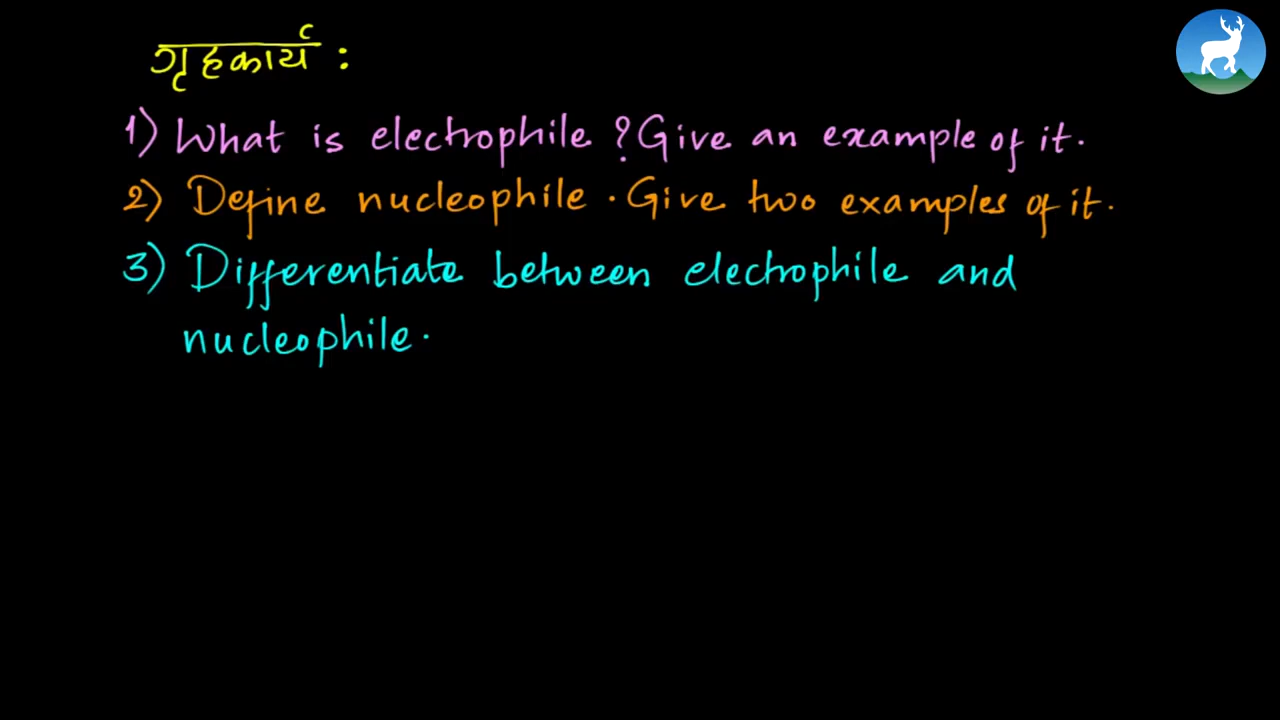 गृहकार्य :
1) What is electrophile ? Give an example of it.
2) Define nucleophile. Give two examples of it.
3) Differentiate between electrophile and
nucleophile.